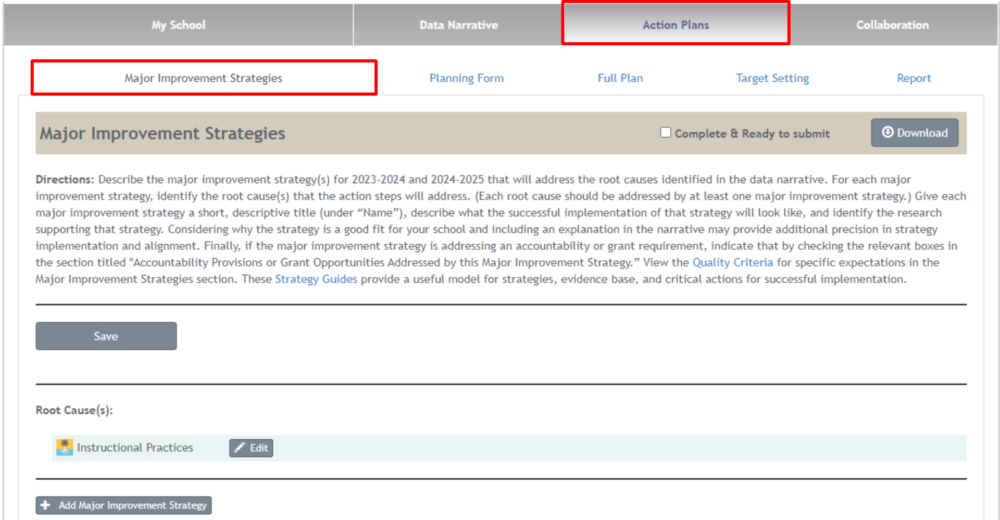 My School Data Narrative Action Plans Collaboration
Major Improvement Strategies Planning Form Full Plan Target Setting Report
Major Improvement Strategies Complete & Ready to submit Download
Directions: Describe the major improvement strategy(s) for 2023-2024 and 2024-2025 that will address the root causes identified in the data narrative. For each major
improvement strategy, identify the root cause(s) that the action steps will address. (Each root cause should be addressed by at least one major improvement strategy.) Give each
major improvement strategy a short, descriptive title (under “Name”), describe what the successful implementation of that strategy will look like, and identify the research
supporting that strategy. Considering why the strategy is a good fit for your school and including an explanation in the narrative may provide additional precision in strategy
implementation and alignment. Finally, if the major improvement strategy is addressing an accountability or grant requirement, indicate that by checking the relevant boxes in
the section titled "Accountability Provisions or Grant Opportunities Addressed by this Major Improvement Strategy.” View the Quality Criteria for specific expectations in the
Major Improvement Strategies section. These Strategy Guides provide a useful model for strategies, evidence base, and critical actions for successful implementation.
Save
Root Cause(s):
Instructional Practices Edit
Add Major Improvement Strategy